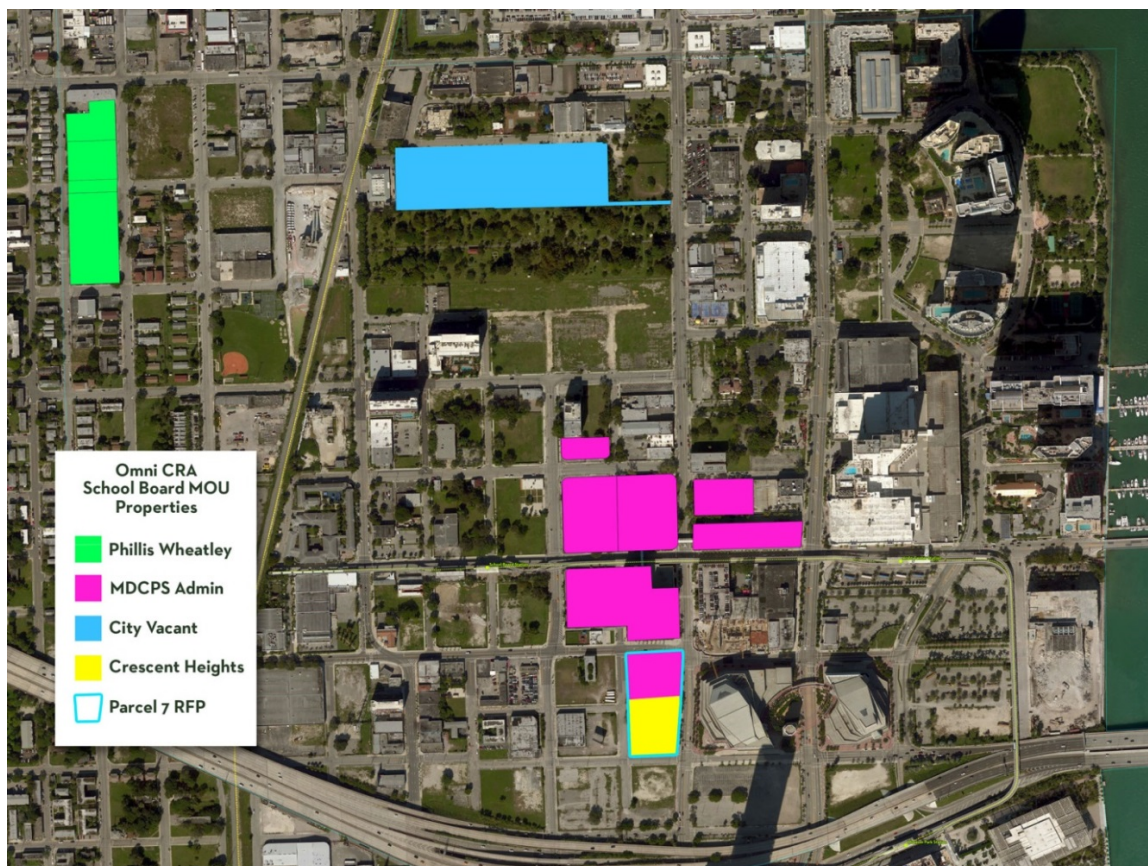 Omni CRA
School Board MOU
Properties
Phillis Wheatley
MDCPS Admin
City Vacant
Crescent Heights
Parcel 7 RFP